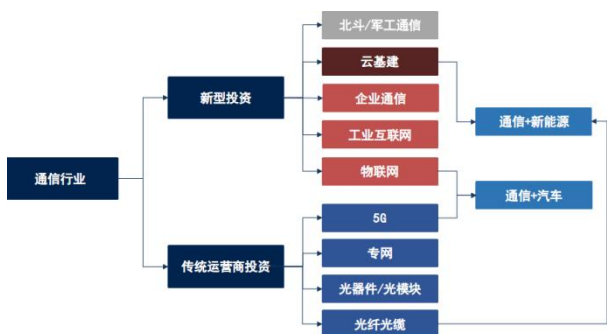 北斗/军工通信
云基建
新型投资
企业通信
通信+新能源
工业互联网
物联网
通信行业
通信+汽车
5G
专网
传统运营商投资
光器件/光模块
光纤光缆